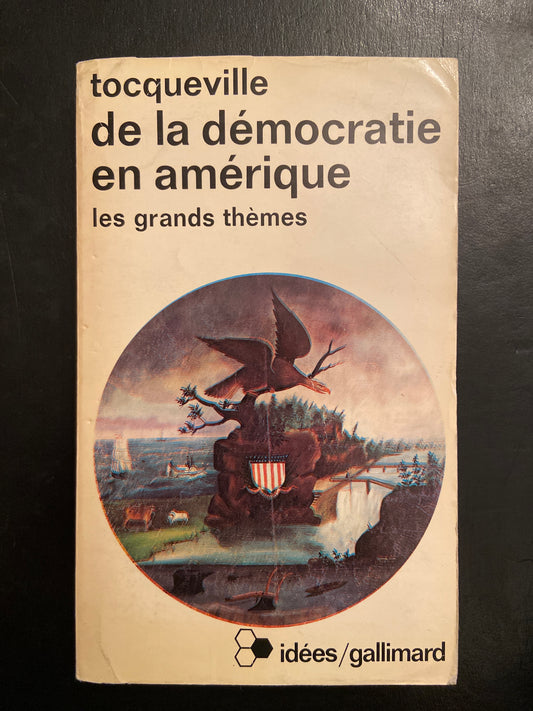 tocqueville
de la démocratie
en amérique
les grands thèmes
idées/gallimard